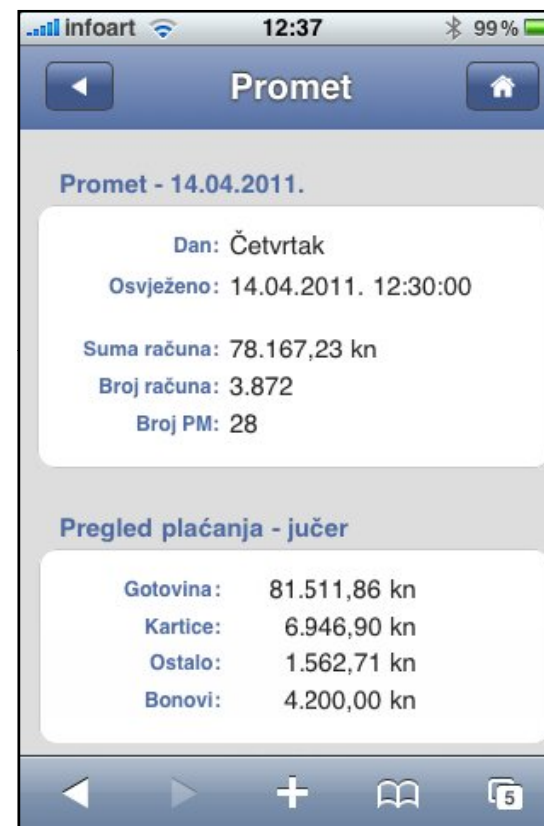 infoart 12:37 99%
Promet
Promet - 14.04.2011.
Dan: Četvrtak
Osvježeno: 14.04.2011. 12:30:00
Suma računa: 78.167,23 kn
Broj računa: 3.872
Broj PM: 28
Pregled plaćanja - jučer
Gotovina: 81.511,86 kn
Kartice: 6.946,90 kn
Ostalo: 1.562,71 kn
Bonovi: 4.200,00 kn
5